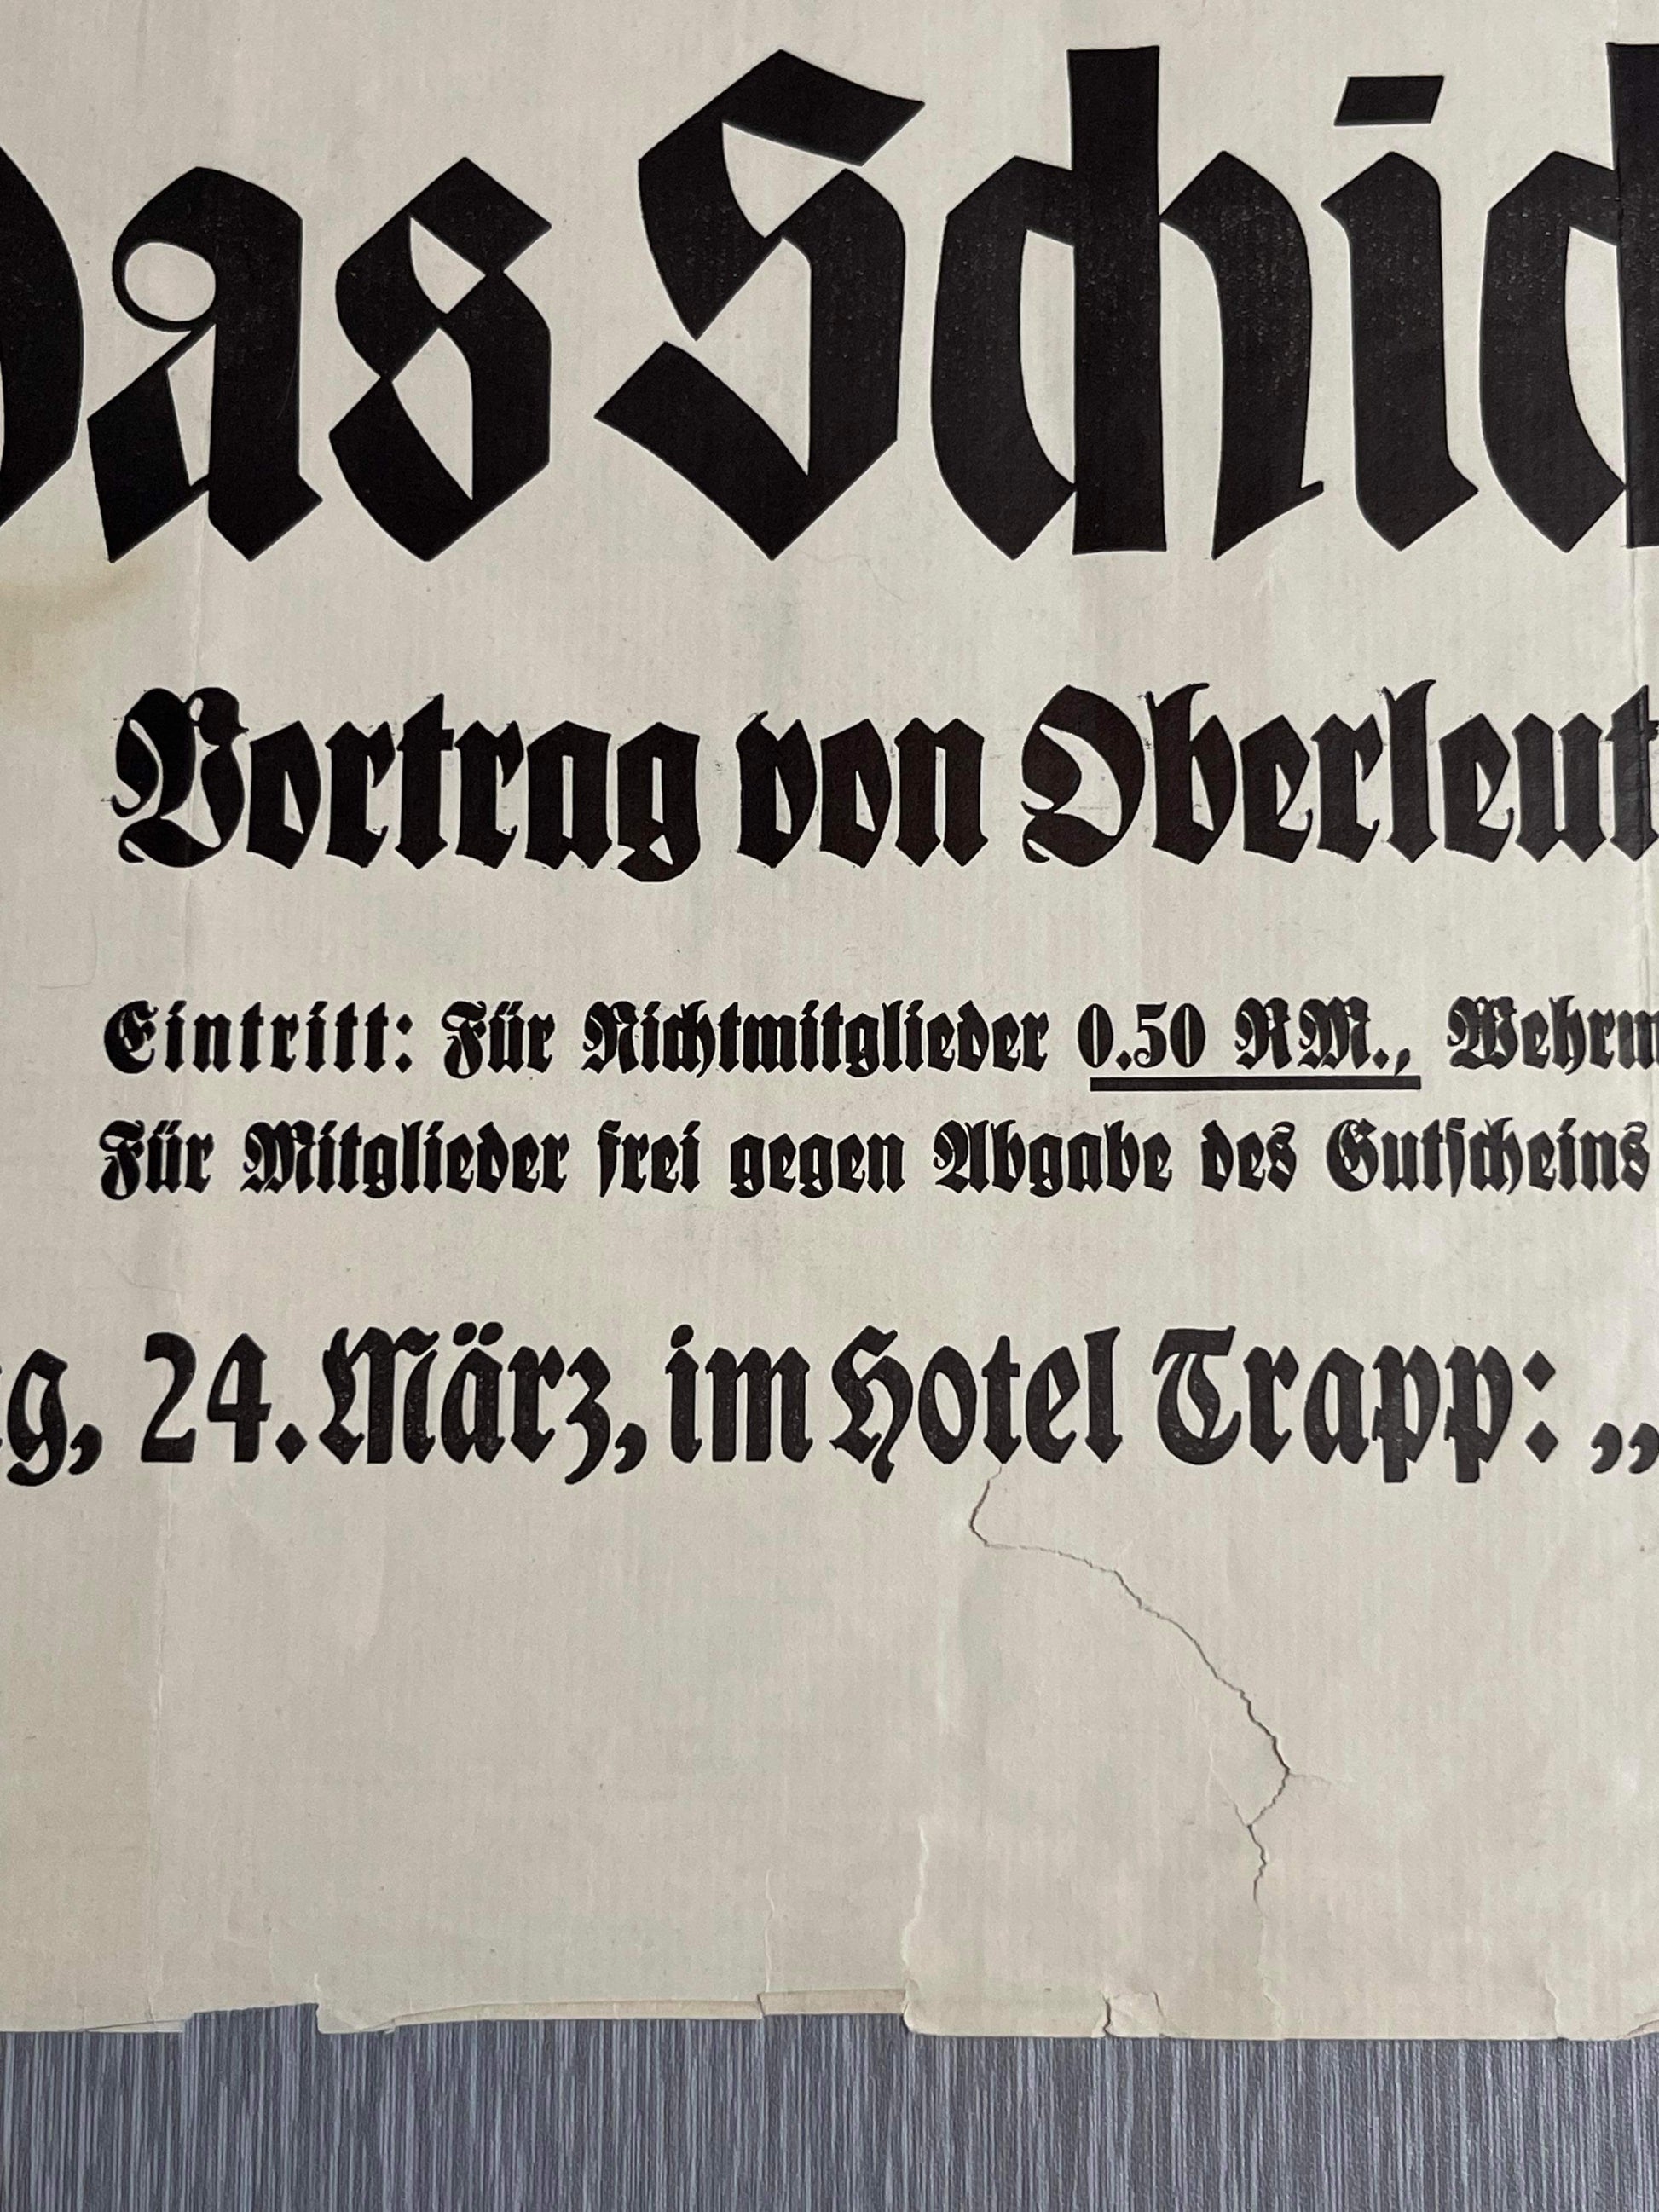 Das Schick
Vortrag von Oberleut
Eintritt: Für Nichtmitglieder 0.50 RM., Wehrm
Für Mitglieder frei gegen Abgabe des Gutscheins
g, 24. März, im Hotel Trapp: „